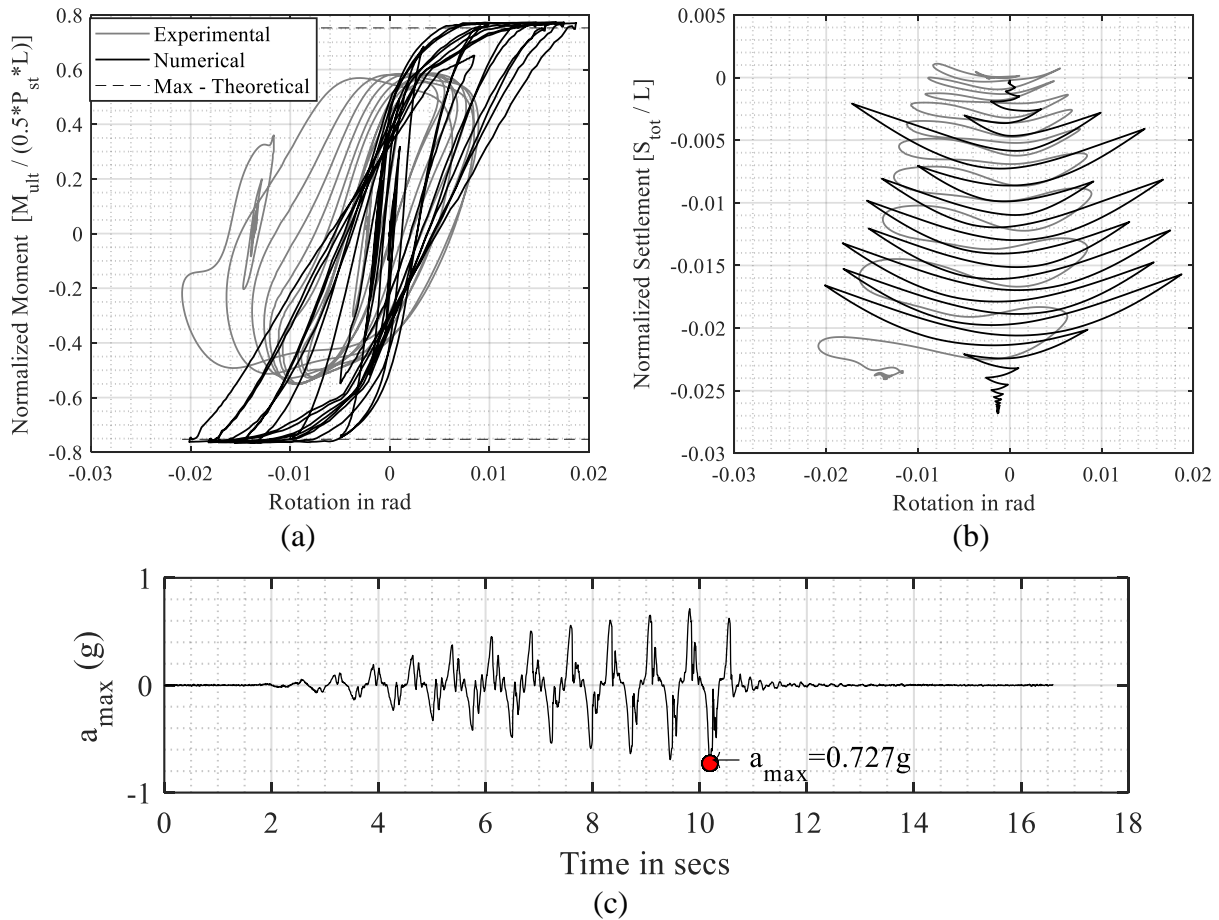 Normalized Moment [M_ult / (0.5*P_st*L)]
0.8
0.6
0.4
0.2
0
-0.2
-0.4
-0.6
-0.8
Experimental
Numerical
Max - Theoretical
-0.03 -0.02 -0.01 0 0.01 0.02
Rotation in rad
(a)
Normalized Settlement [S_tot / L]
0.005
0
-0.005
-0.01
-0.015
-0.02
-0.025
-0.03
-0.03 -0.02 -0.01 0 0.01 0.02
Rotation in rad
(b)
a_max (g)
1
0
-1
a_max=0.727g
0 2 4 6 8 10 12 14 16 18
Time in secs
(c)